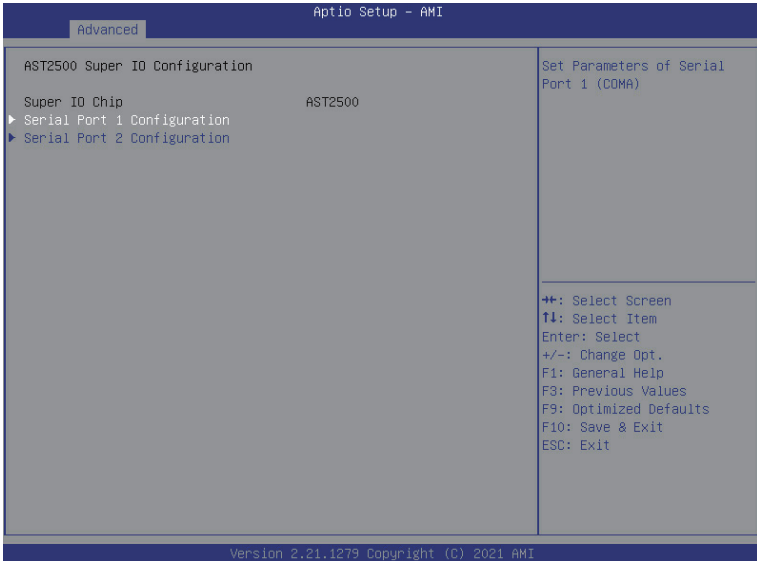 Aptio Setup – AMI
Advanced
AST2500 Super IO Configuration
Super IO Chip AST2500
▶ Serial Port 1 Configuration
▶ Serial Port 2 Configuration
Set Parameters of Serial
Port 1 (COMA)
→←: Select Screen
↑↓: Select Item
Enter: Select
+/-: Change Opt.
F1: General Help
F3: Previous Values
F9: Optimized Defaults
F10: Save & Exit
ESC: Exit
Version 2.21.1279 Copyright (C) 2021 AMI